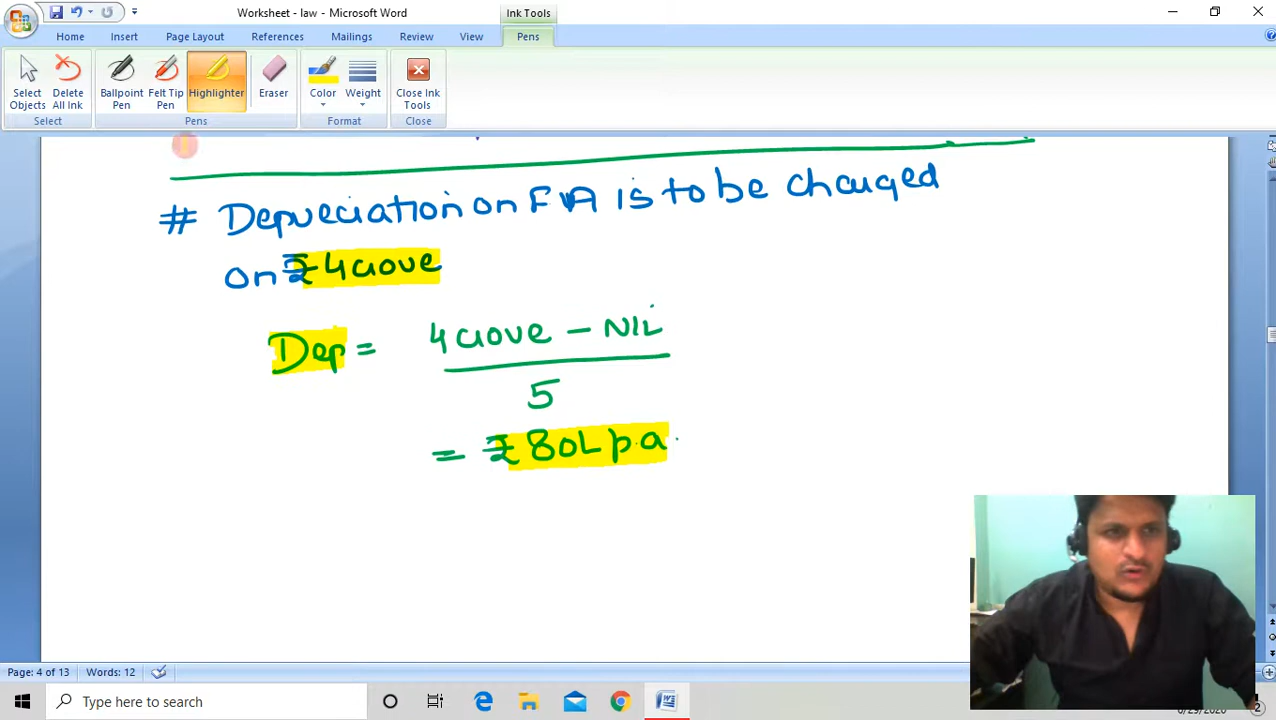 Worksheet - law - Microsoft Word
Ink Tools
Home Insert Page Layout References Mailings Review View Pens
Select Objects
Delete All Ink
Ballpoint Pen
Felt Tip Pen
Highlighter
Eraser
Color
Weight
Close Ink Tools
Select Pens Format Close
# Depreciation on FA is to be charged
on ₹4crore
Dep = 4crore - NIL
5
= ₹80L p.a.
Page: 4 of 13 Words: 12
Type here to search
2